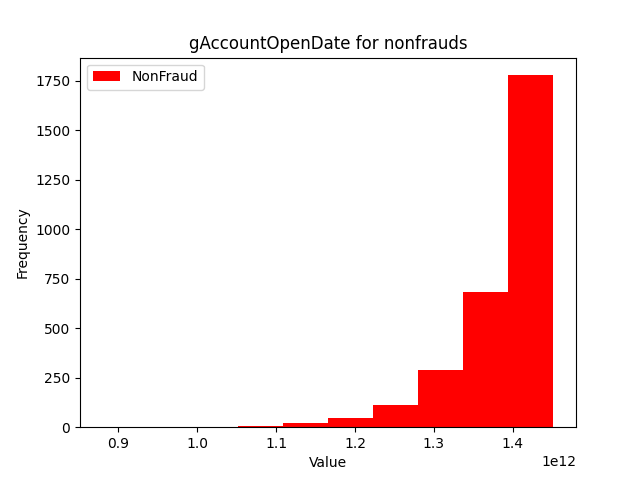 gAccountOpenDate for nonfrauds
NonFraud
1750
1500
1250
1000
750
500
250
0
Frequency
0.9 1.0 1.1 1.2 1.3 1.4
1e12
Value